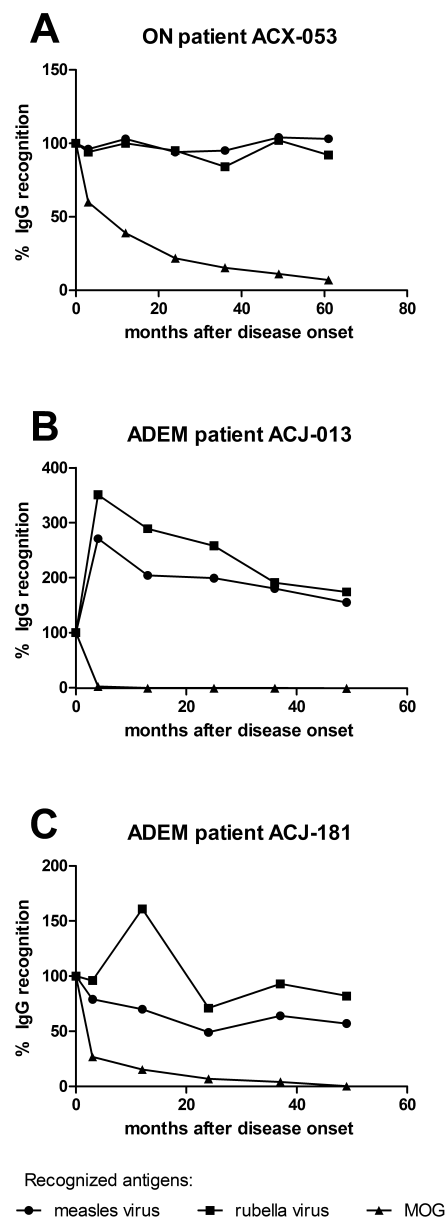 A
ON patient ACX-053
150
100
50
0
% IgG recognition
0 20 40 60 80
months after disease onset
B
ADEM patient ACJ-013
400
300
200
100
0
% IgG recognition
0 20 40 60
months after disease onset
C
ADEM patient ACJ-181
200
150
100
50
0
% IgG recognition
0 20 40 60
months after disease onset
Recognized antigens:
measles virus rubella virus MOG